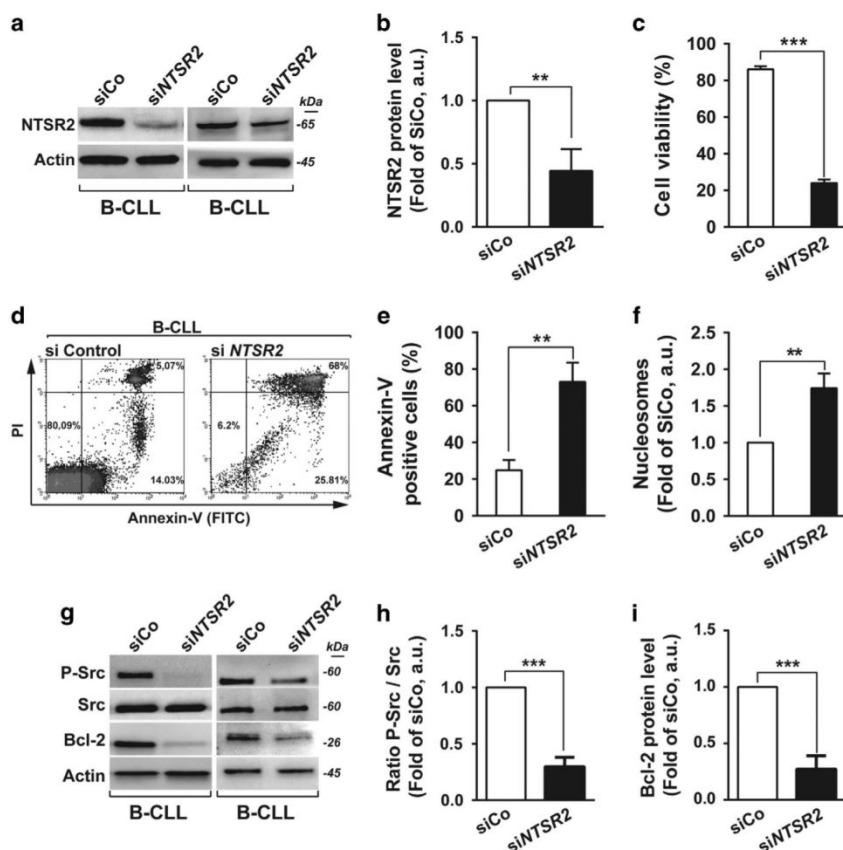 a
siCo
siNTSR2
siCo
siNTSR2
kDa
NTSR2
-65
Actin
-45
B-CLL
B-CLL
b
NTSR2 protein level
(Fold of SiCo, a.u.)
1.5
1.0
0.5
0.0
**
siCo
siNTSR2
c
Cell viability (%)
100
80
60
40
20
0
***
siCo
siNTSR2
d
B-CLL
si Control
si NTSR2
5,07%
80,09%
14.03%
68%
6.2%
25.81%
PI
Annexin-V (FITC)
e
Annexin-V
positive cells (%)
100
80
60
40
20
0
**
siCo
siNTSR2
f
Nucleosomes
(Fold of SiCo, a.u.)
2.5
2.0
1.5
1.0
0.5
0.0
**
siCo
siNTSR2
g
siCo
siNTSR2
siCo
siNTSR2
kDa
P-Src
-60
Src
-60
Bcl-2
-26
Actin
-45
B-CLL
B-CLL
h
Ratio P-Src / Src
(Fold of siCo, a.u.)
1.5
1.0
0.5
0.0
***
siCo
siNTSR2
i
Bcl-2 protein level
(Fold of siCo, a.u.)
1.5
1.0
0.5
0.0
***
siCo
siNTSR2